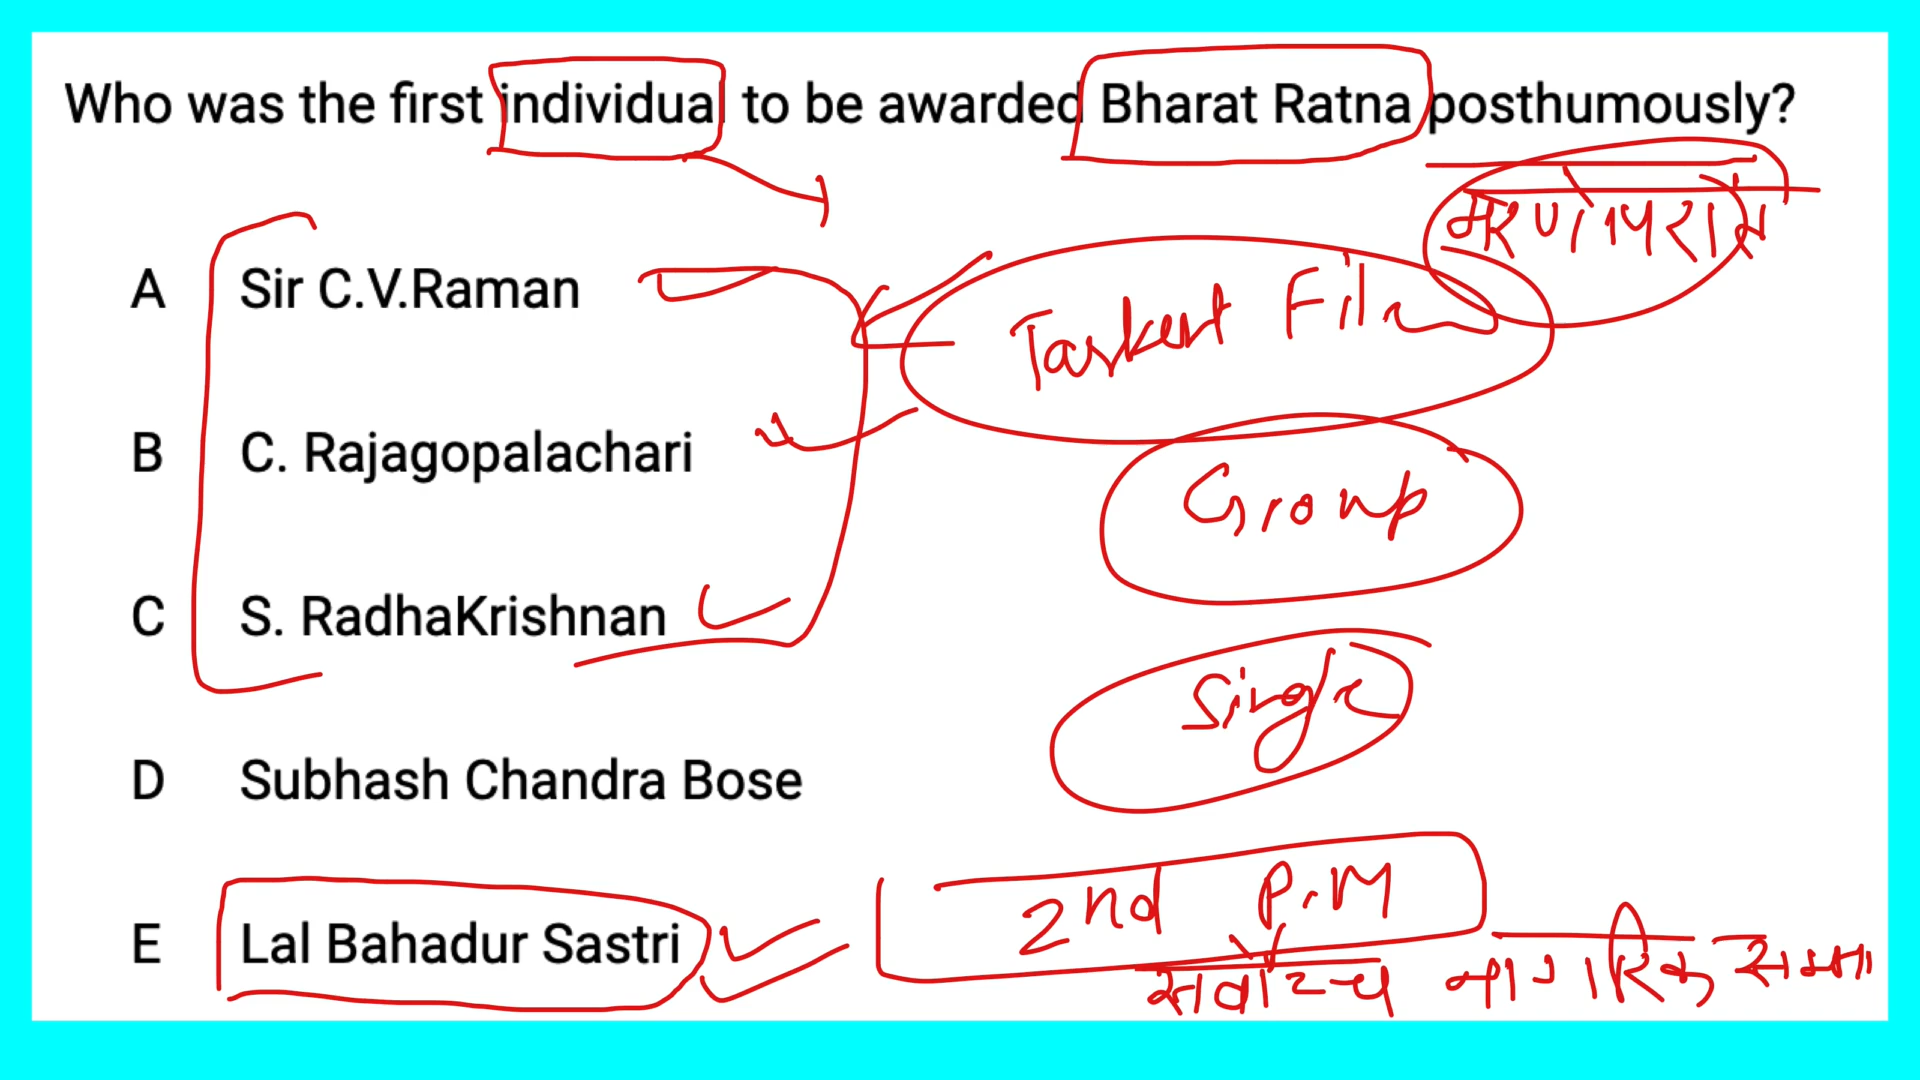 Who was the first individual to be awarded Bharat Ratna posthumously?
मरणोपरांत
A Sir C.V.Raman
Taskent File
B C. Rajagopalachari
Group
C S. RadhaKrishnan
Single
D Subhash Chandra Bose
2nd P.M
E Lal Bahadur Sastri
सर्वोच्च नागरिक